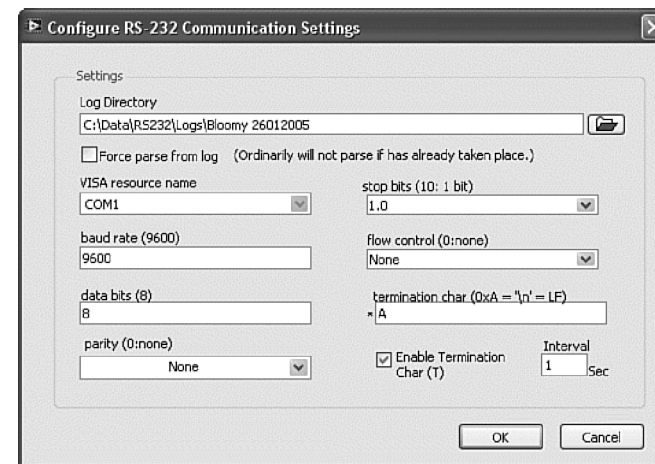 Configure RS-232 Communication Settings
Settings
Log Directory
C:\Data\RS232\Logs\Bloomy 26012005
Force parse from log (Ordinarily will not parse if has already taken place.)
VISA resource name
COM1
stop bits (10: 1 bit)
1.0
baud rate (9600)
9600
flow control (0:none)
None
data bits (8)
8
termination char (0xA = '\n' = LF)
× A
parity (0:none)
None
Enable Termination
Char (T)
Interval
1 Sec
OK Cancel